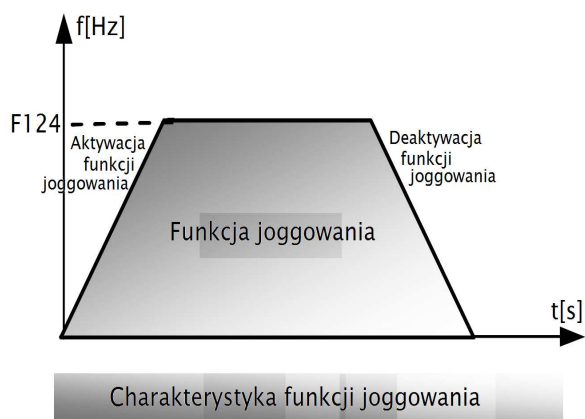 f[Hz]
F124
Aktywacja
funkcji
joggowania
Deaktywacja
funkcji
joggowania
Funkcja joggowania
t[s]
Charakterystyka funkcji joggowania